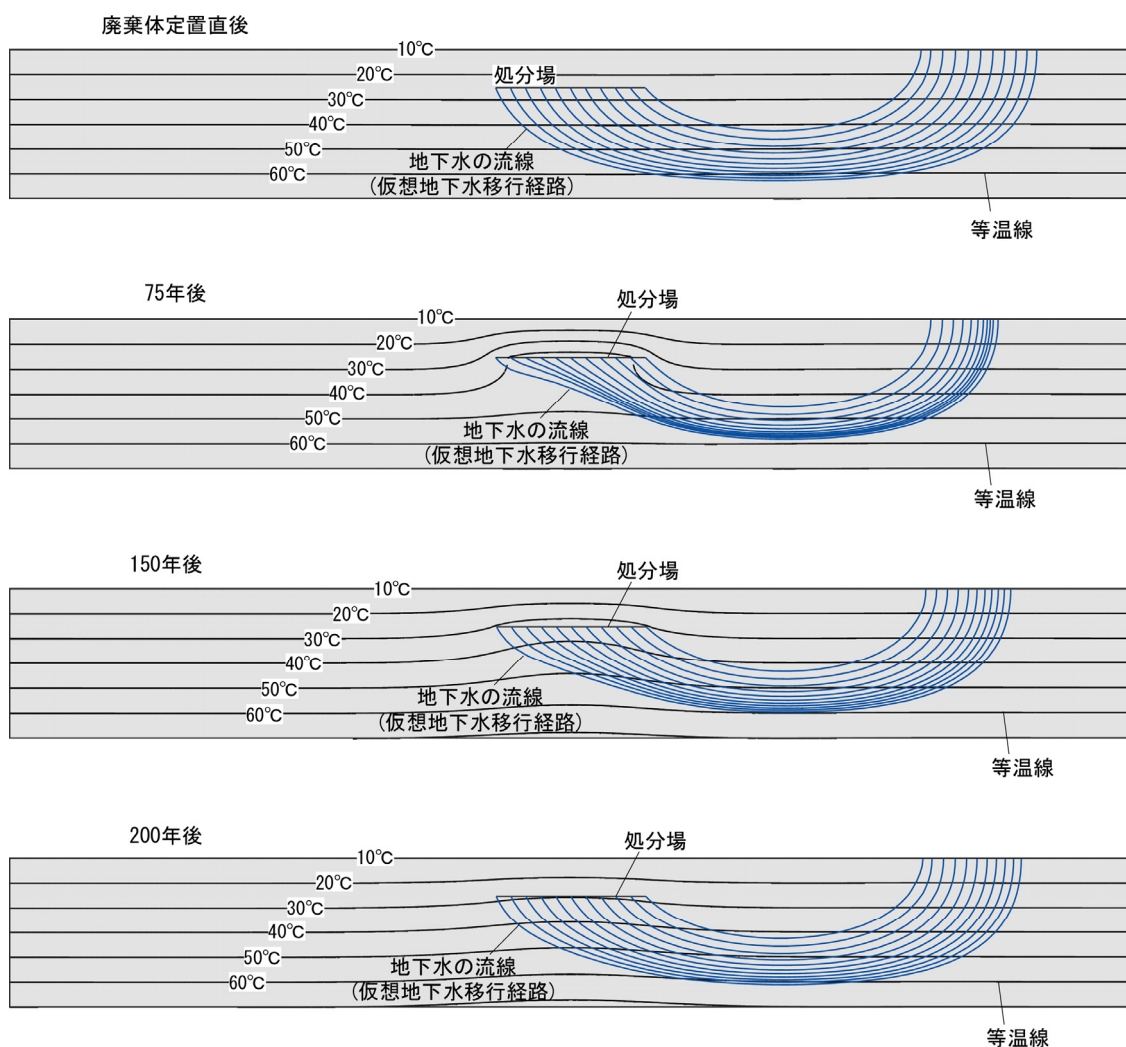 廃棄体定置直後
10℃
20℃
処分場
30℃
40℃
50℃
地下水の流線
60℃
(仮想地下水移行経路)
等温線
75年後
処分場
10℃
20℃
30℃
40℃
50℃
地下水の流線
60℃
(仮想地下水移行経路)
等温線
150年後
処分場
10℃
20℃
30℃
40℃
50℃
地下水の流線
60℃
(仮想地下水移行経路)
等温線
200年後
処分場
10℃
20℃
30℃
40℃
50℃
地下水の流線
60℃
(仮想地下水移行経路)
等温線